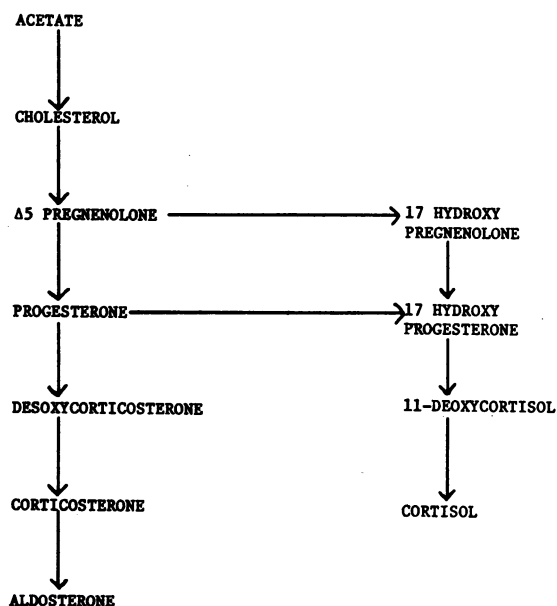 ACETATE
CHOLESTEROL
Δ5 PREGNENOLONE
17 HYDROXY
PREGNENOLONE
PROGESTERONE
17 HYDROXY
PROGESTERONE
DESOXYCORTICOSTERONE
11-DEOXYCORTISOL
CORTICOSTERONE
CORTISOL
ALDOSTERONE